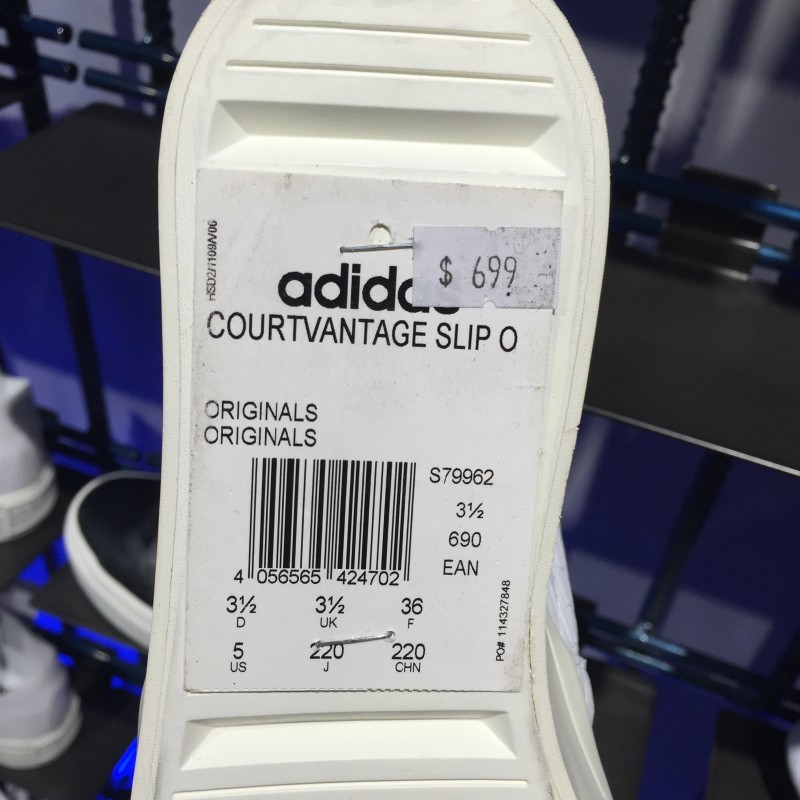 HSD2/1109A/06
$ 699
adidas
COURTVANTAGE SLIP O
ORIGINALS
ORIGINALS
S79962
3½
690
EAN
4 056565 424702
3½ 3½ 36
D UK F
5 220 220
US J CHN
PO# 114327848